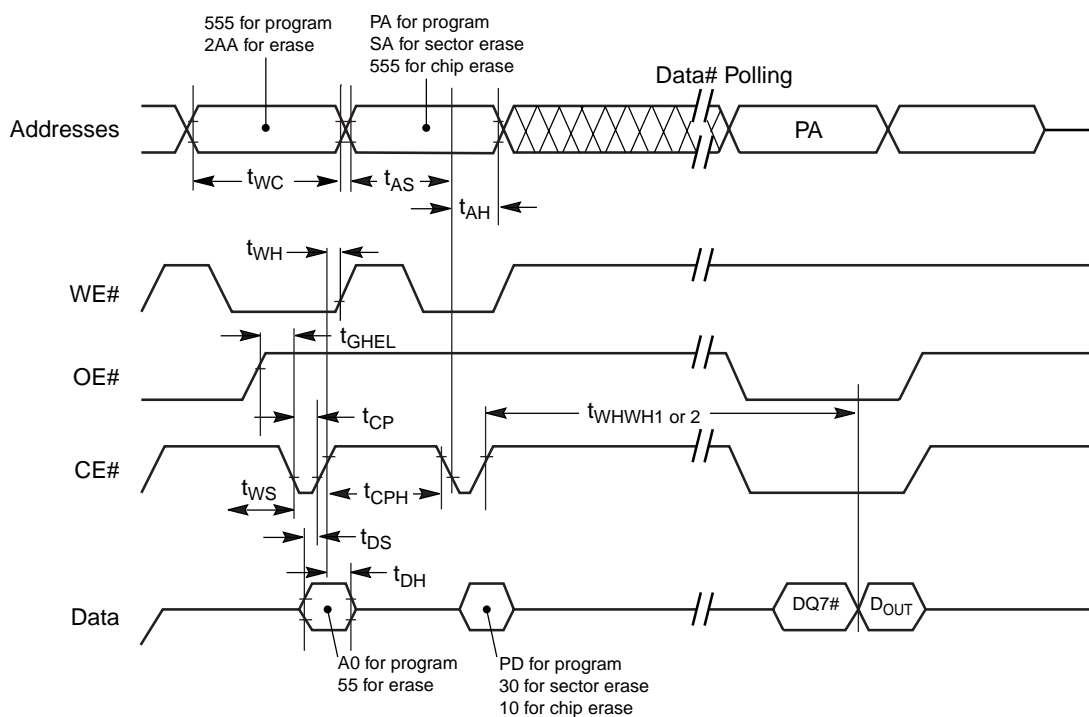 555 for program
2AA for erase
PA for program
SA for sector erase
555 for chip erase
Data# Polling
Addresses
PA
tWC
tAS
tAH
tWH
WE#
tGHEL
OE#
tWHWH1 or 2
tCP
CE#
tWS
tCPH
tDS
tDH
Data
DQ7#
DOUT
A0 for program
55 for erase
PD for program
30 for sector erase
10 for chip erase